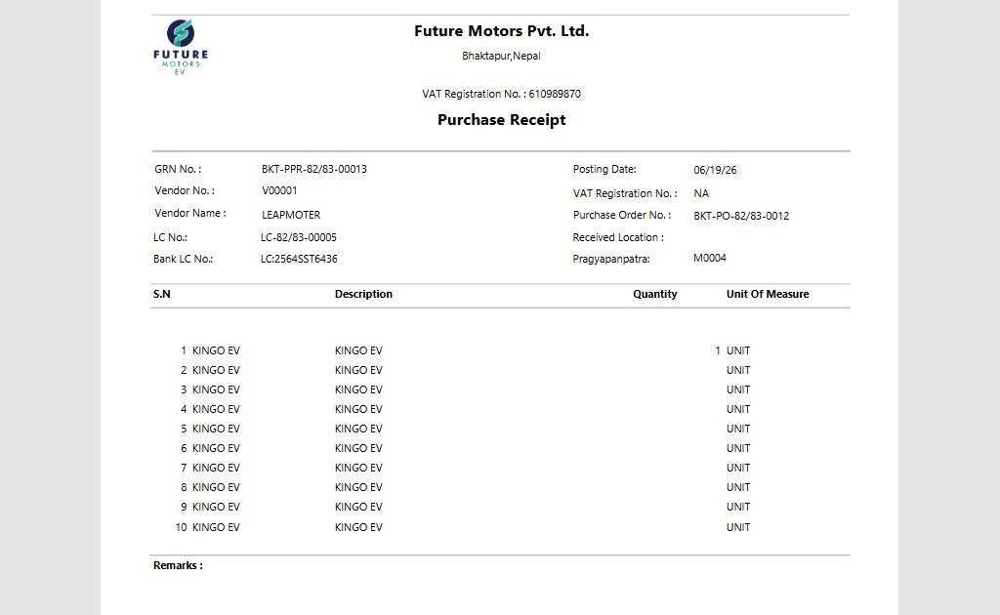 FUTURE
MOTORS
EV
Future Motors Pvt. Ltd.
Bhaktapur,Nepal
VAT Registration No. : 610989870
Purchase Receipt
GRN No. : BKT-PPR-82/83-00013 Posting Date: 06/19/26
Vendor No. : V00001 VAT Registration No. : NA
Vendor Name : LEAPMOTER Purchase Order No. : BKT-PO-82/83-0012
LC No.: LC-82/83-00005 Received Location :
Bank LC No.: LC:2564SST6436 Pragyapanpatra: M0004
S.N Description Quantity Unit Of Measure
1 KINGO EV KINGO EV 1 UNIT
2 KINGO EV KINGO EV UNIT
3 KINGO EV KINGO EV UNIT
4 KINGO EV KINGO EV UNIT
5 KINGO EV KINGO EV UNIT
6 KINGO EV KINGO EV UNIT
7 KINGO EV KINGO EV UNIT
8 KINGO EV KINGO EV UNIT
9 KINGO EV KINGO EV UNIT
10 KINGO EV KINGO EV UNIT
Remarks :